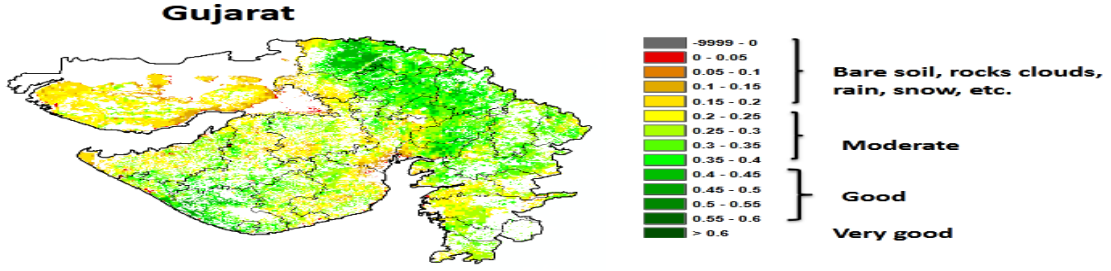 Gujarat
-9999 - 0
0 - 0.05
0.05 - 0.1
0.1 - 0.15
0.15 - 0.2
0.2 - 0.25
0.25 - 0.3
0.3 - 0.35
0.35 - 0.4
0.4 - 0.45
0.45 - 0.5
0.5 - 0.55
0.55 - 0.6
> 0.6
Bare soil, rocks clouds,
rain, snow, etc.
Moderate
Good
Very good